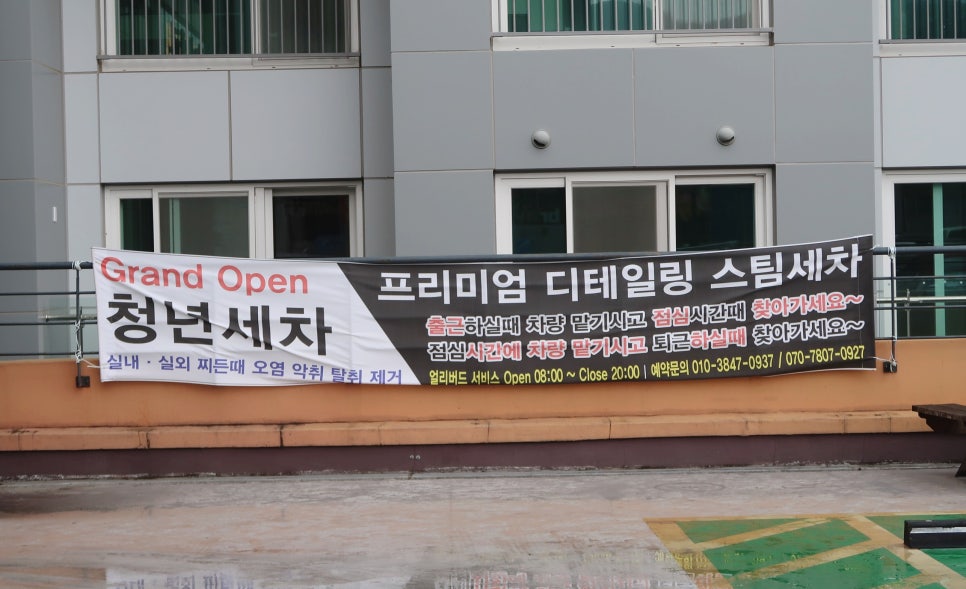 Grand Open
청년세차
실내 · 실외 찌든때 오염 악취 탈취 제거
프리미엄 디테일링 스팀세차
출근하실때 차량 맡기시고 점심시간때 찾아가세요~
점심시간에 차량 맡기시고 퇴근하실때 찾아가세요~
얼리버드 서비스 Open 08:00 ~ Close 20:00 | 예약문의 010-3847-0937 / 070-7807-0927